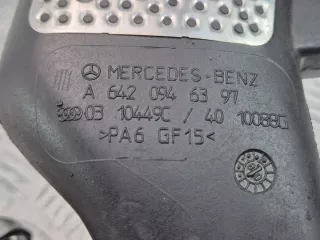 MERCEDES-BENZ
A 642 094 63 97
03 10449C / 40 10088G
>PA6 GF15<